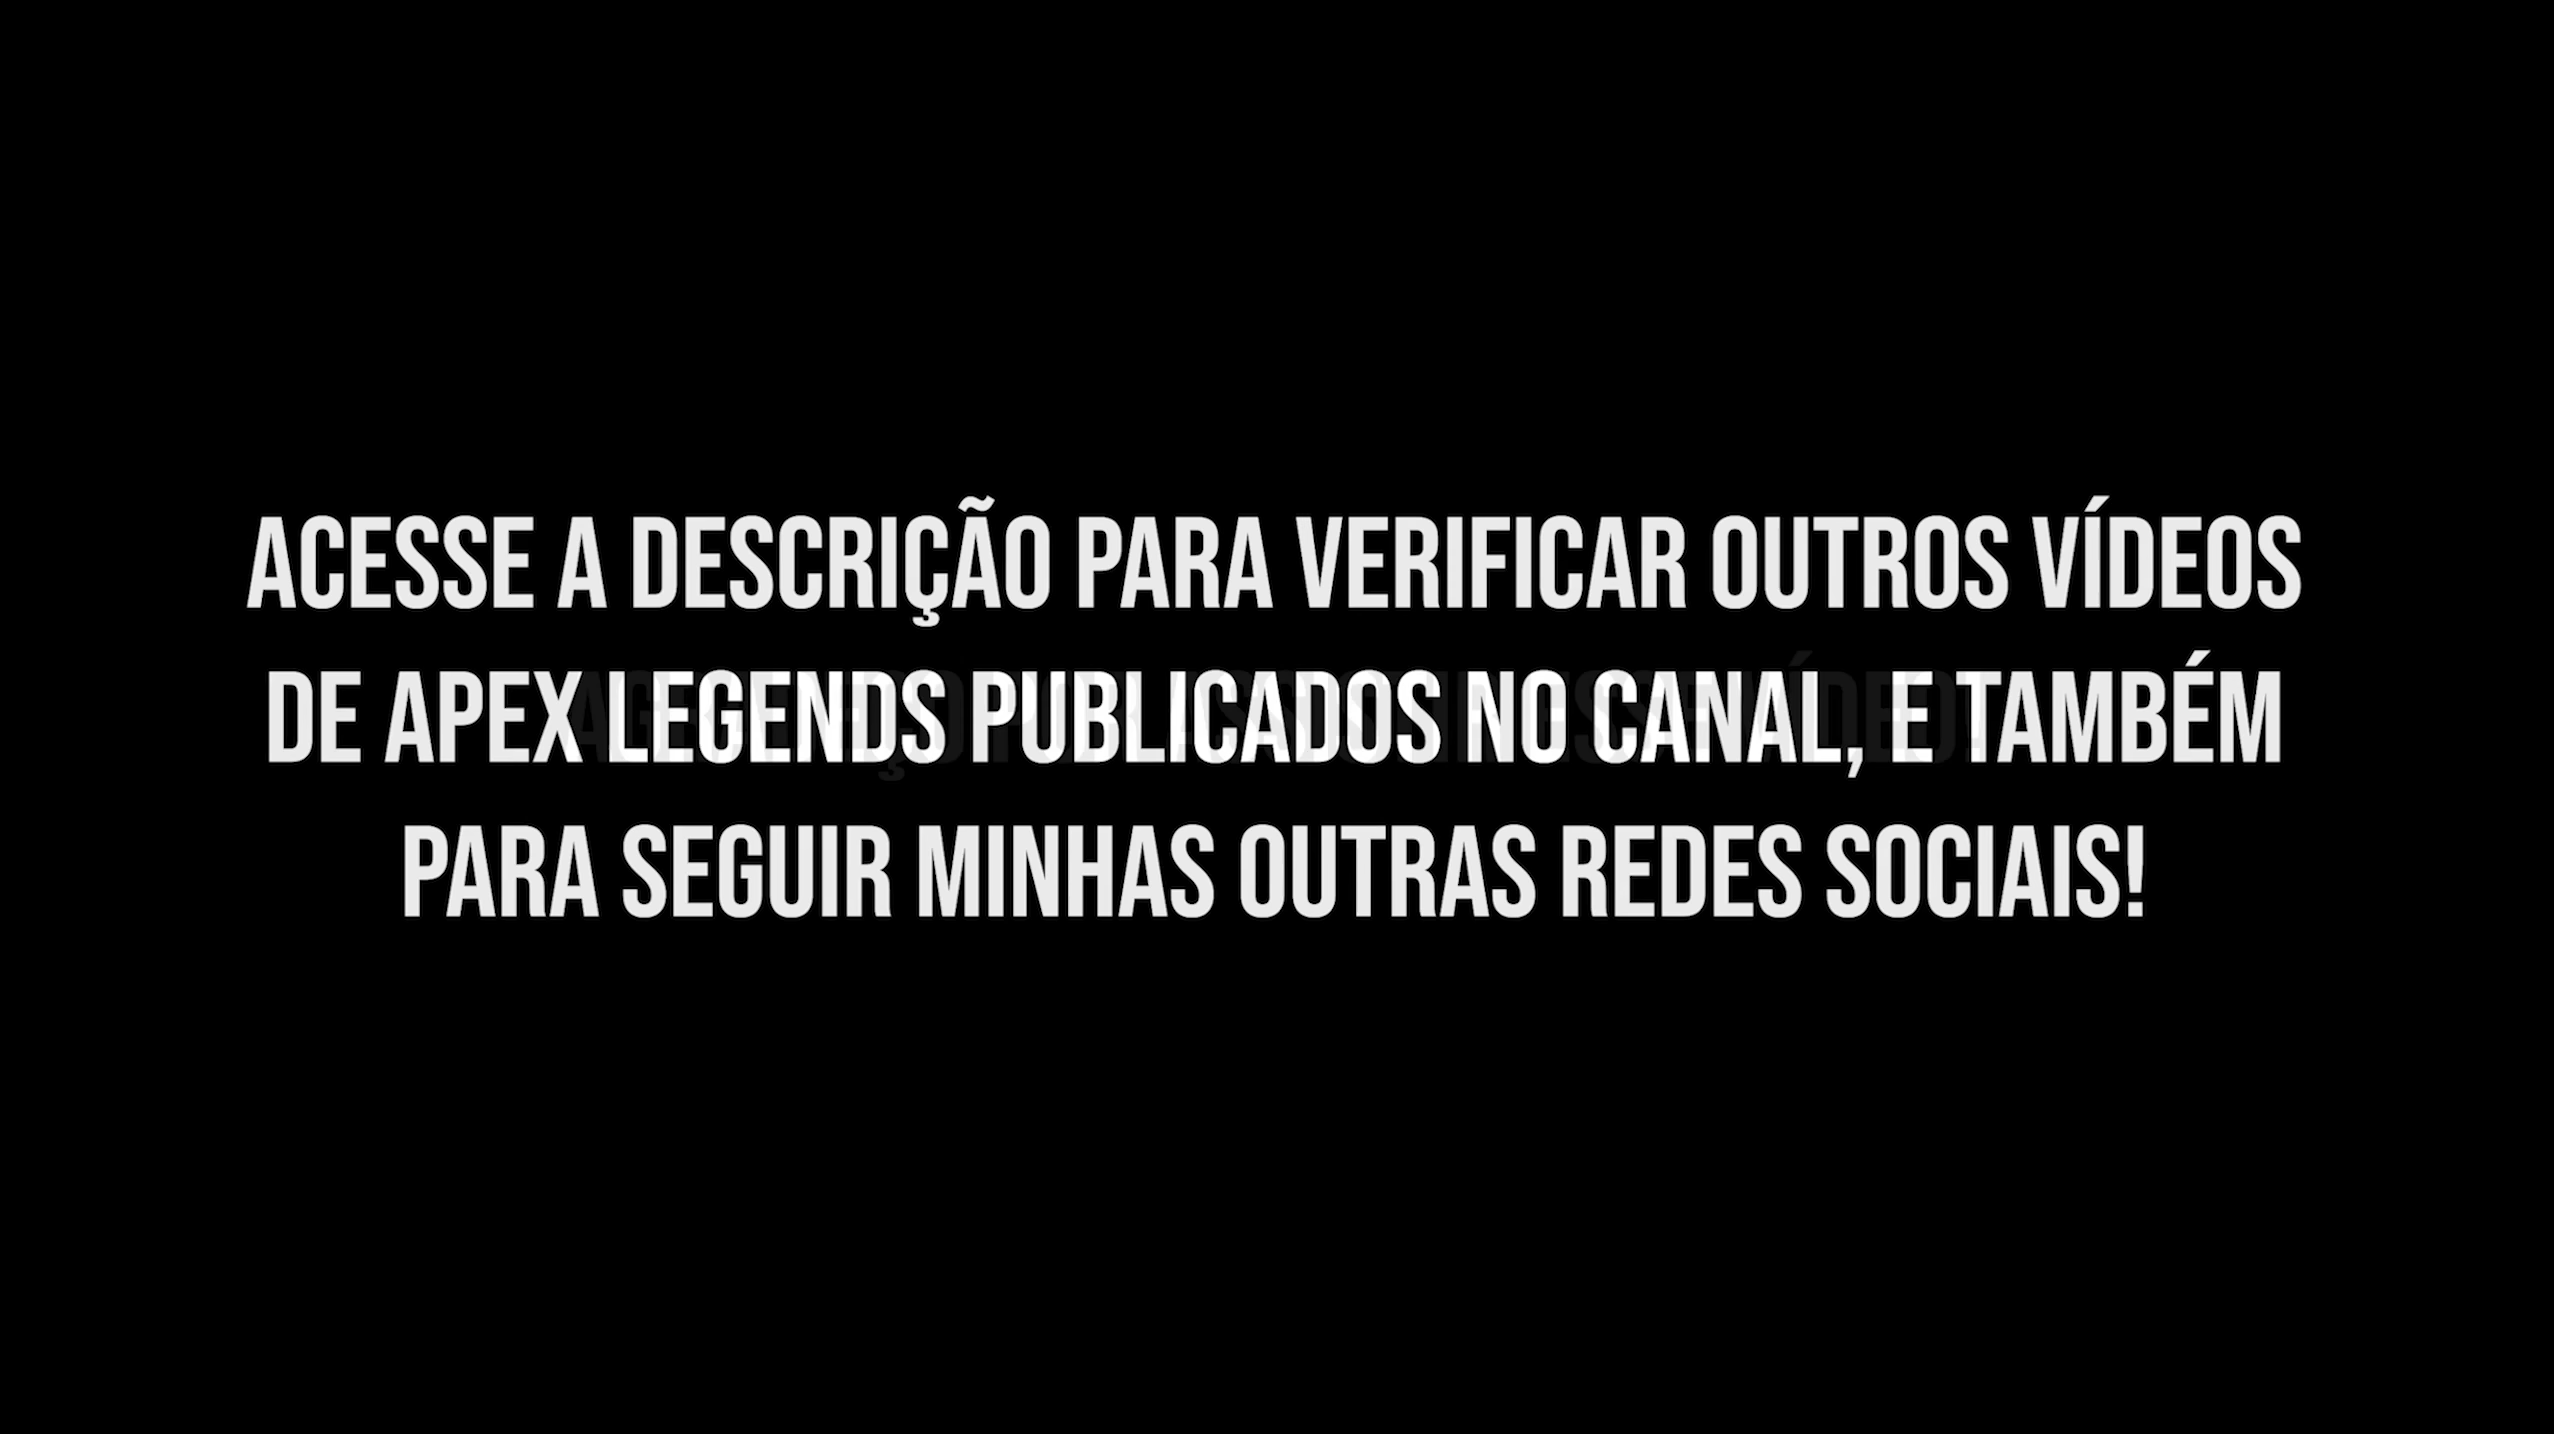 ACESSE A DESCRIÇÃO PARA VERIFICAR OUTROS VÍDEOS
DE APEX LEGENDS PUBLICADOS NO CANAL, E TAMBÉM
PARA SEGUIR MINHAS OUTRAS REDES SOCIAIS!